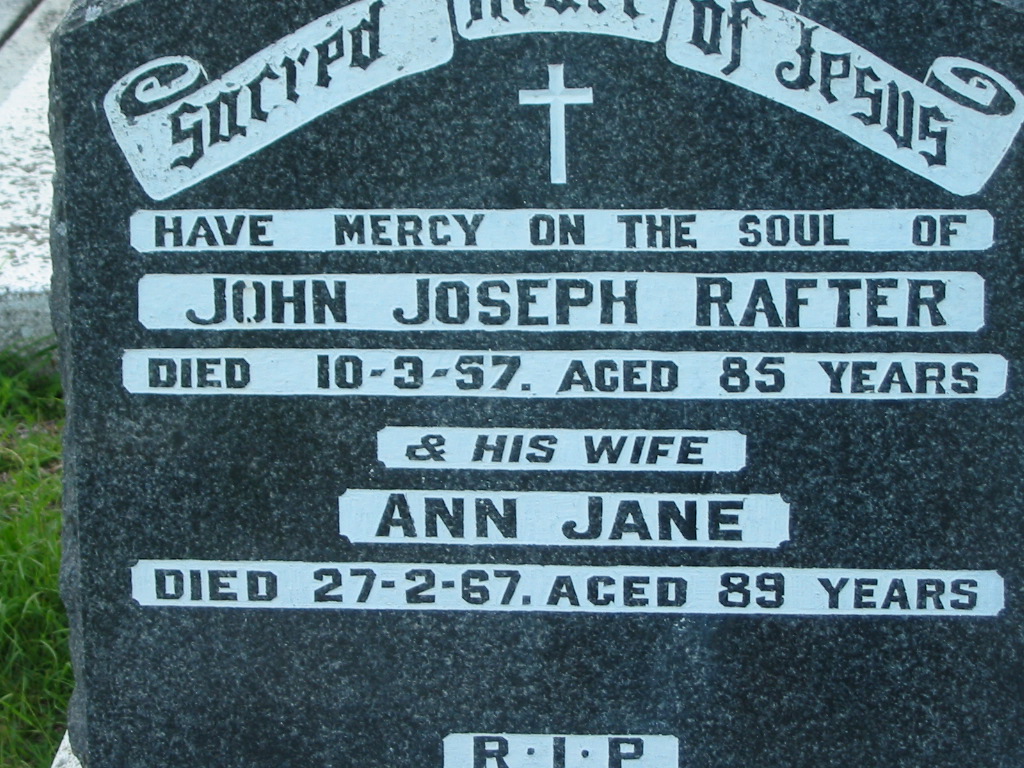 Sacred Heart of Jesus
HAVE MERCY ON THE SOUL OF
JOHN JOSEPH RAFTER
DIED 10-3-57. AGED 85 YEARS
& HIS WIFE
ANN JANE
DIED 27-2-67. AGED 89 YEARS
R·I·P